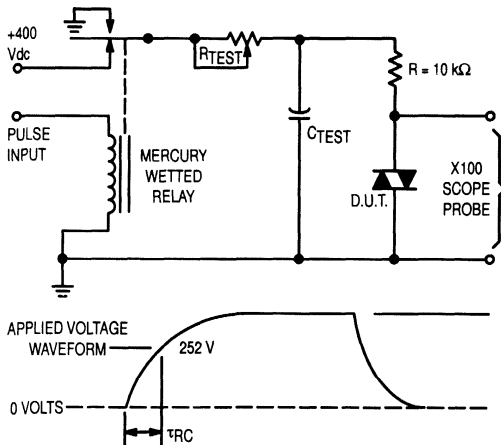 +400
Vdc
RTEST
R = 10 kΩ
PULSE
INPUT
MERCURY
WETTED
RELAY
CTEST
D.U.T.
X100
SCOPE
PROBE
APPLIED VOLTAGE
WAVEFORM
252 V
0 VOLTS
τRC